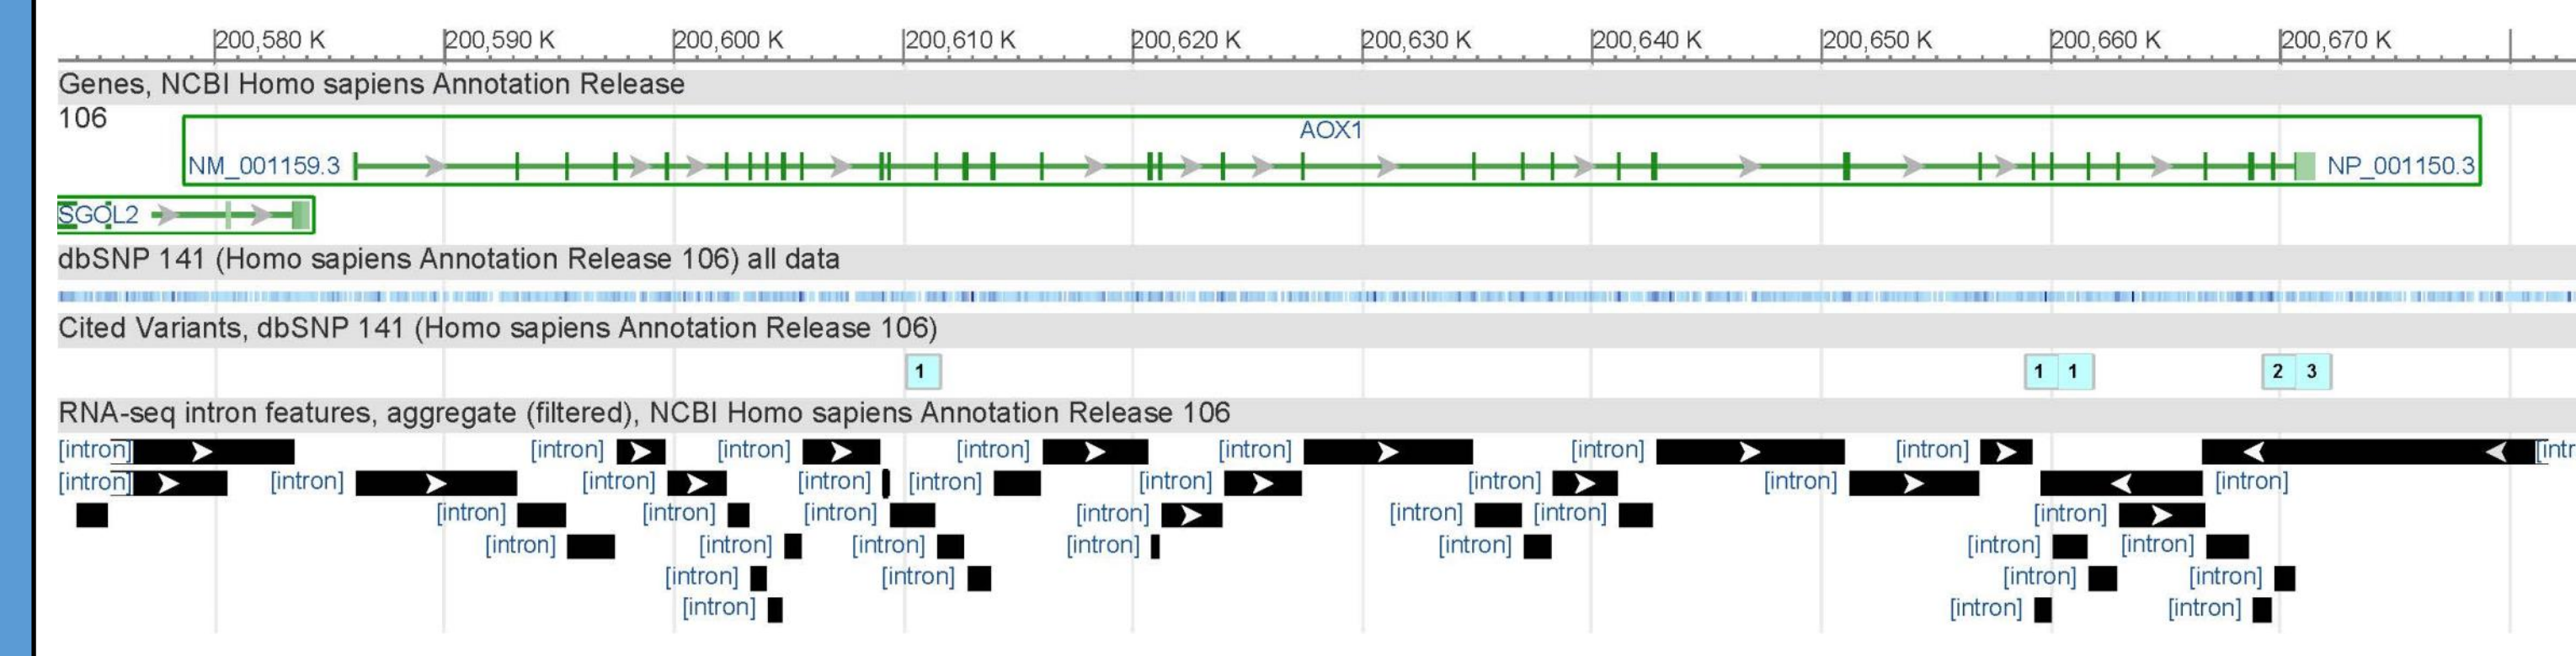 200,580 K 200,590 K 200,600 K 200,610 K 200,620 K 200,630 K 200,640 K 200,650 K 200,660 K 200,670 K
Genes, NCBI Homo sapiens Annotation Release
106
AOX1
NM_001159.3 NP_001150.3
SGOL2
dbSNP 141 (Homo sapiens Annotation Release 106) all data
Cited Variants, dbSNP 141 (Homo sapiens Annotation Release 106)
1 1 1 2 3
RNA-seq intron features, aggregate (filtered), NCBI Homo sapiens Annotation Release 106
[intron] [intron] [intron] [intron] [intron] [intron] [intron] [intr
[intron] [intron] [intron] [intron] [intron] [intron] [intron] [intron] [intron]
[intron] [intron] [intron] [intron] [intron] [intron] [intron]
[intron] [intron] [intron] [intron] [intron] [intron] [intron]
[intron] [intron] [intron] [intron]
[intron] [intron] [intron]